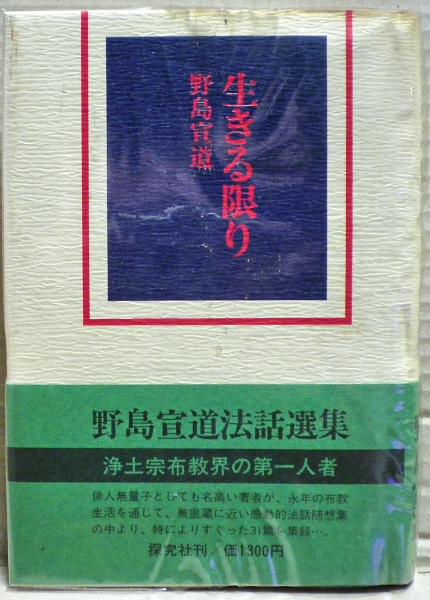 生きる限り
野島宣道
野島宣道法話選集
浄土宗布教界の第一人者
俳人無量子としても名高い著者が、永年の布教
生活を通じて、無盡蔵に近い感動的法話随想集
の中より、特によりすぐった31篇を集録…。
探究社刊／価1,300円